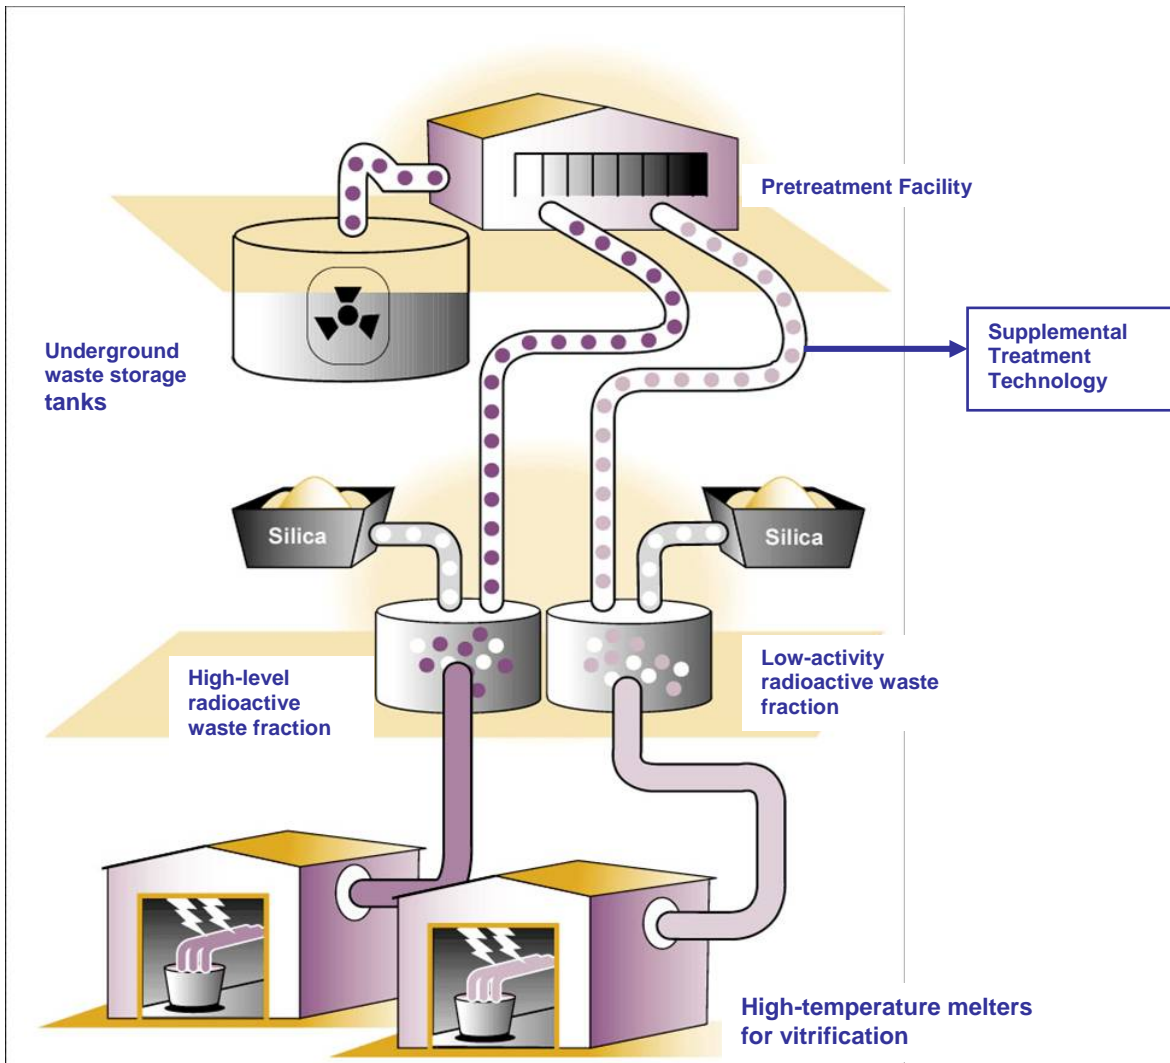 Pretreatment Facility
Underground
waste storage
tanks
Supplemental
Treatment
Technology
Silica
Silica
High-level
radioactive
waste fraction
Low-activity
radioactive waste
fraction
High-temperature melters
for vitrification